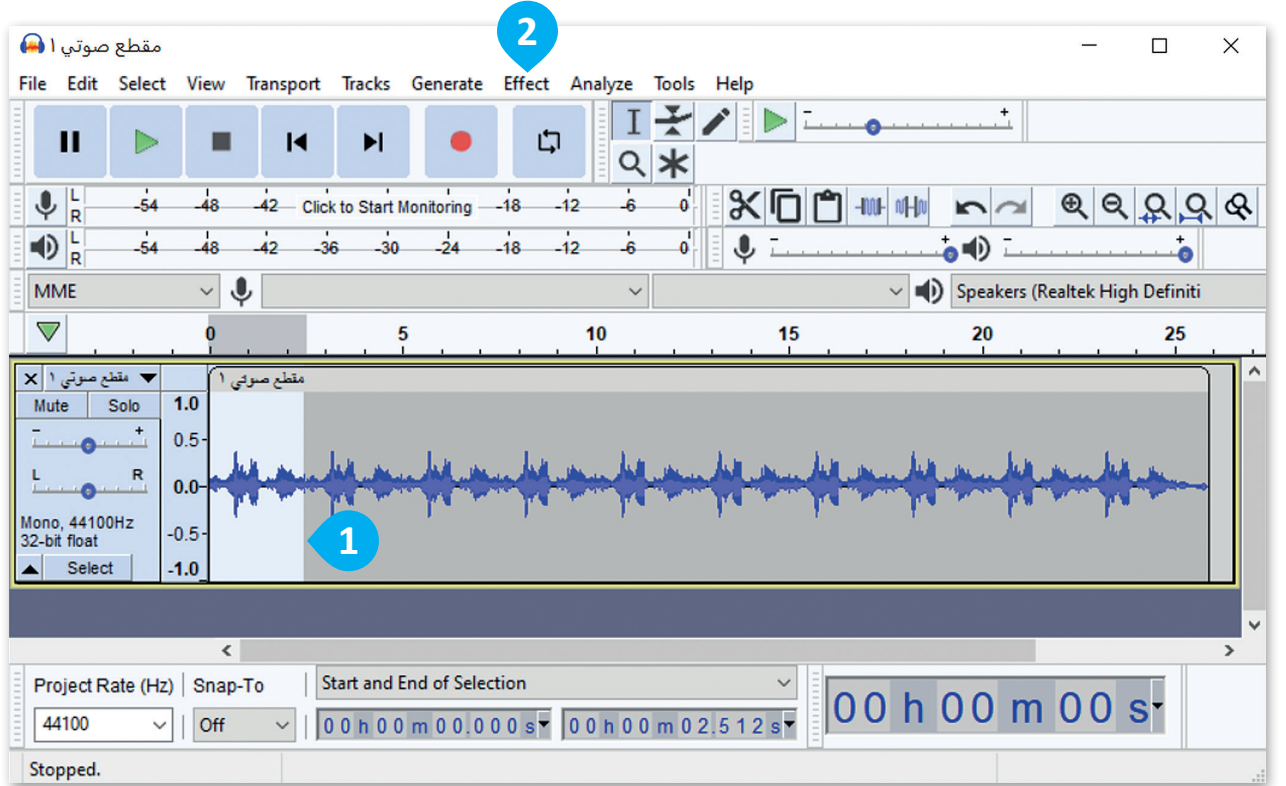 2
مقطع صوتي ١
File Edit Select View Transport Tracks Generate Effect Analyze Tools Help
- +
L R -54 -48 -42 Click to Start Monitoring -18 -12 -6 0
L R -54 -48 -42 -36 -30 -24 -18 -12 -6 0 - + - +
MME Speakers (Realtek High Definiti
0 5 10 15 20 25
مقطع صوتي ١ مقطع صوتي ١
Mute Solo 1.0
- + 0.5
L R 0.0
Mono, 44100Hz
32-bit float -0.5
1
Select -1.0
Project Rate (Hz) Snap-To Start and End of Selection
44100 Off 00h00m00.000s 00h00m02.512s 00h00m00s
Stopped.